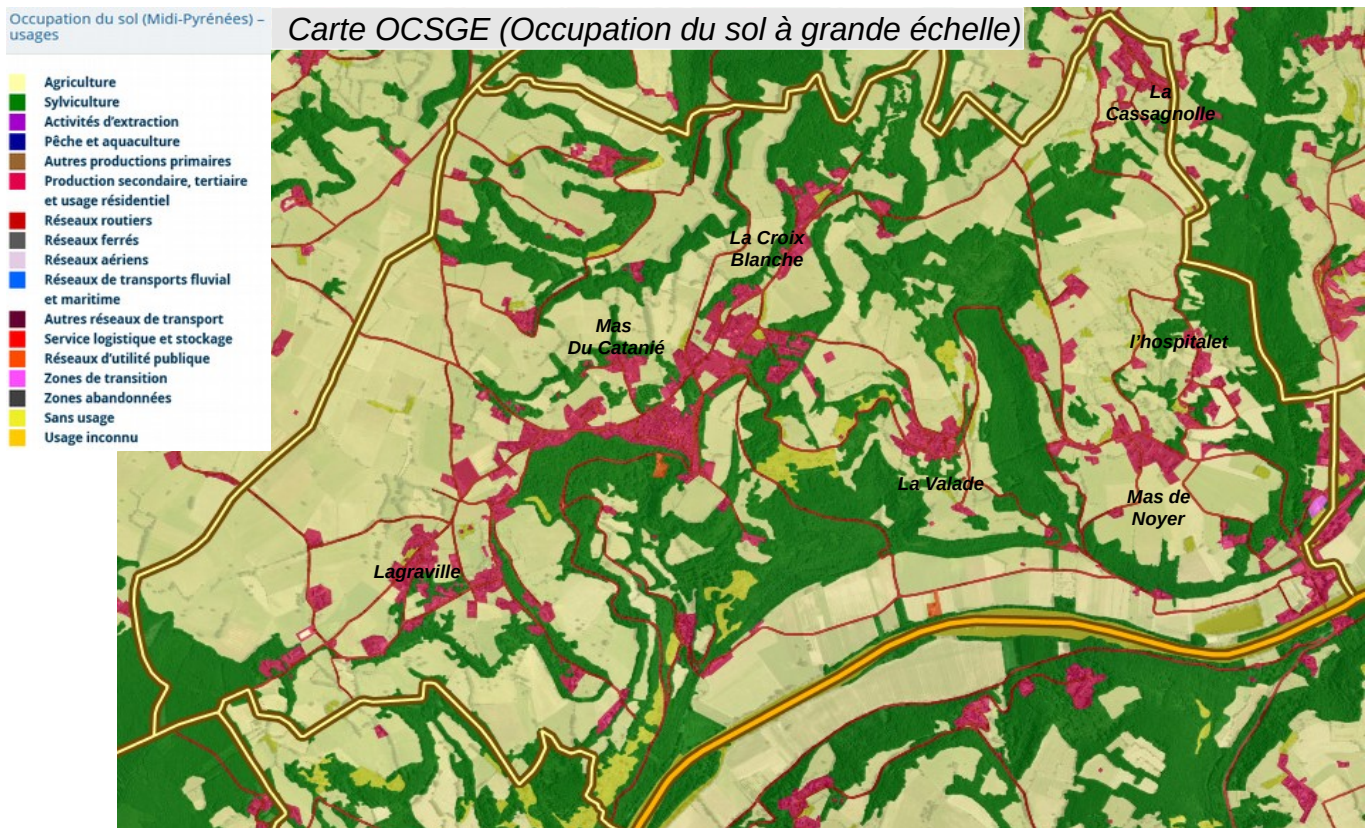 Occupation du sol (Midi-Pyrénées) –
usages
Carte OCSGE (Occupation du sol à grande échelle)
Agriculture
Sylviculture
Activités d'extraction
Pêche et aquaculture
Autres productions primaires
Production secondaire, tertiaire
et usage résidentiel
Réseaux routiers
Réseaux ferrés
Réseaux aériens
Réseaux de transports fluvial
et maritime
Autres réseaux de transport
Service logistique et stockage
Réseaux d'utilité publique
Zones de transition
Zones abandonnées
Sans usage
Usage inconnu
La
Cassagnolle
La Croix
Blanche
Mas
Du Catanié
l'hospitalet
La Valade
Mas de
Noyer
Lagraville